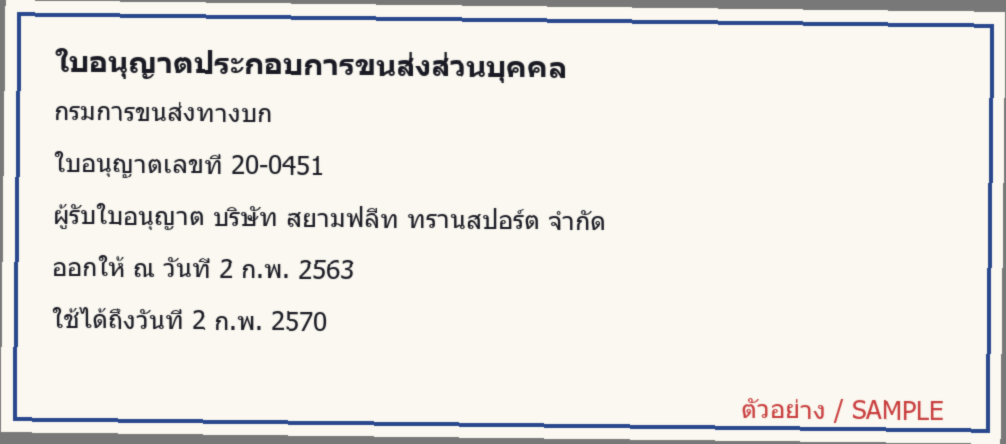 ใบอนุญาตประกอบการขนส่งส่วนบุคคล
กรมการขนส่งทางบก
ใบอนุญาตเลขที่ 20-0451
ผู้รับใบอนุญาต บริษัท สยามฟลีท ทรานสปอร์ต จำกัด
ออกให้ ณ วันที่ 2 ก.พ. 2563
ใช้ได้ถึงวันที่ 2 ก.พ. 2570
ตัวอย่าง / SAMPLE